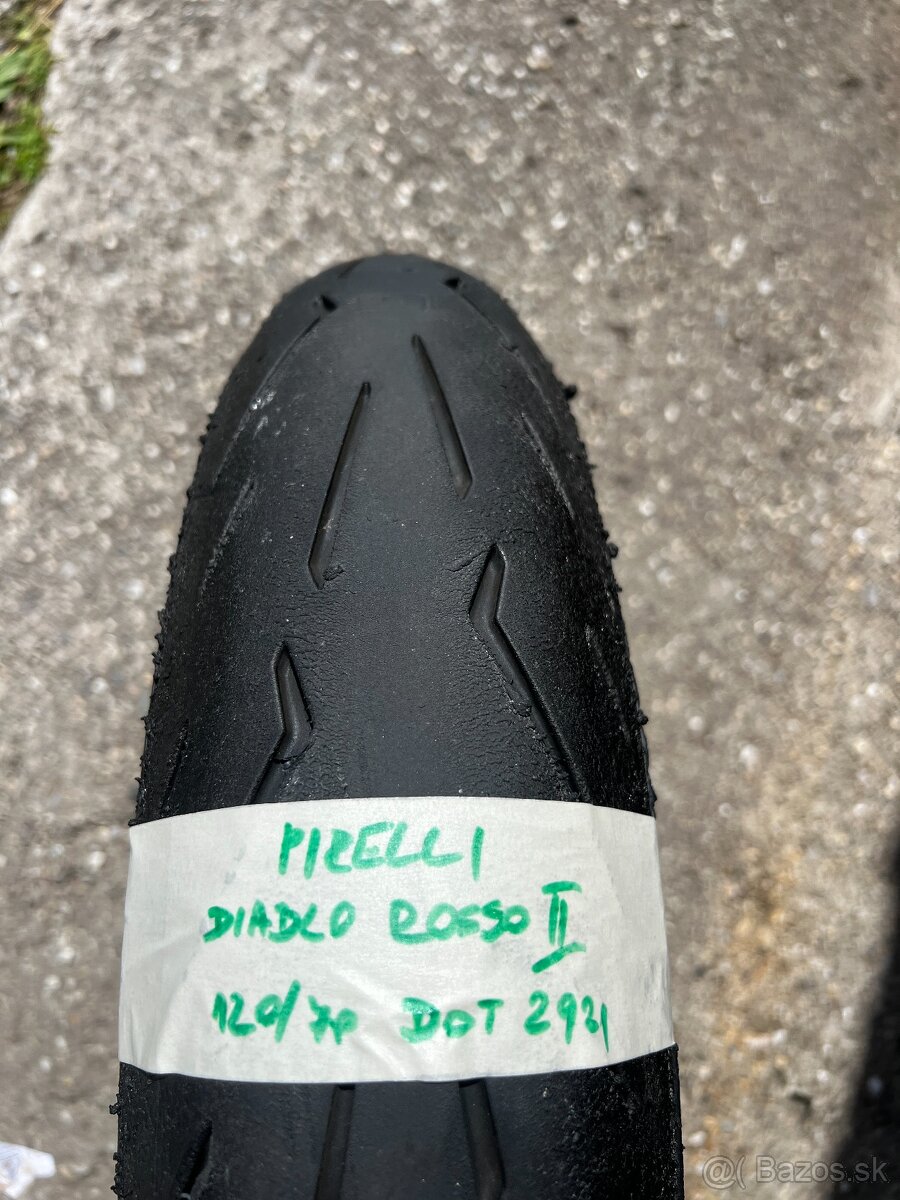 PIRELLI
DIABLO ROSSO II
120/70 DOT 2921
@( Bazos.sk